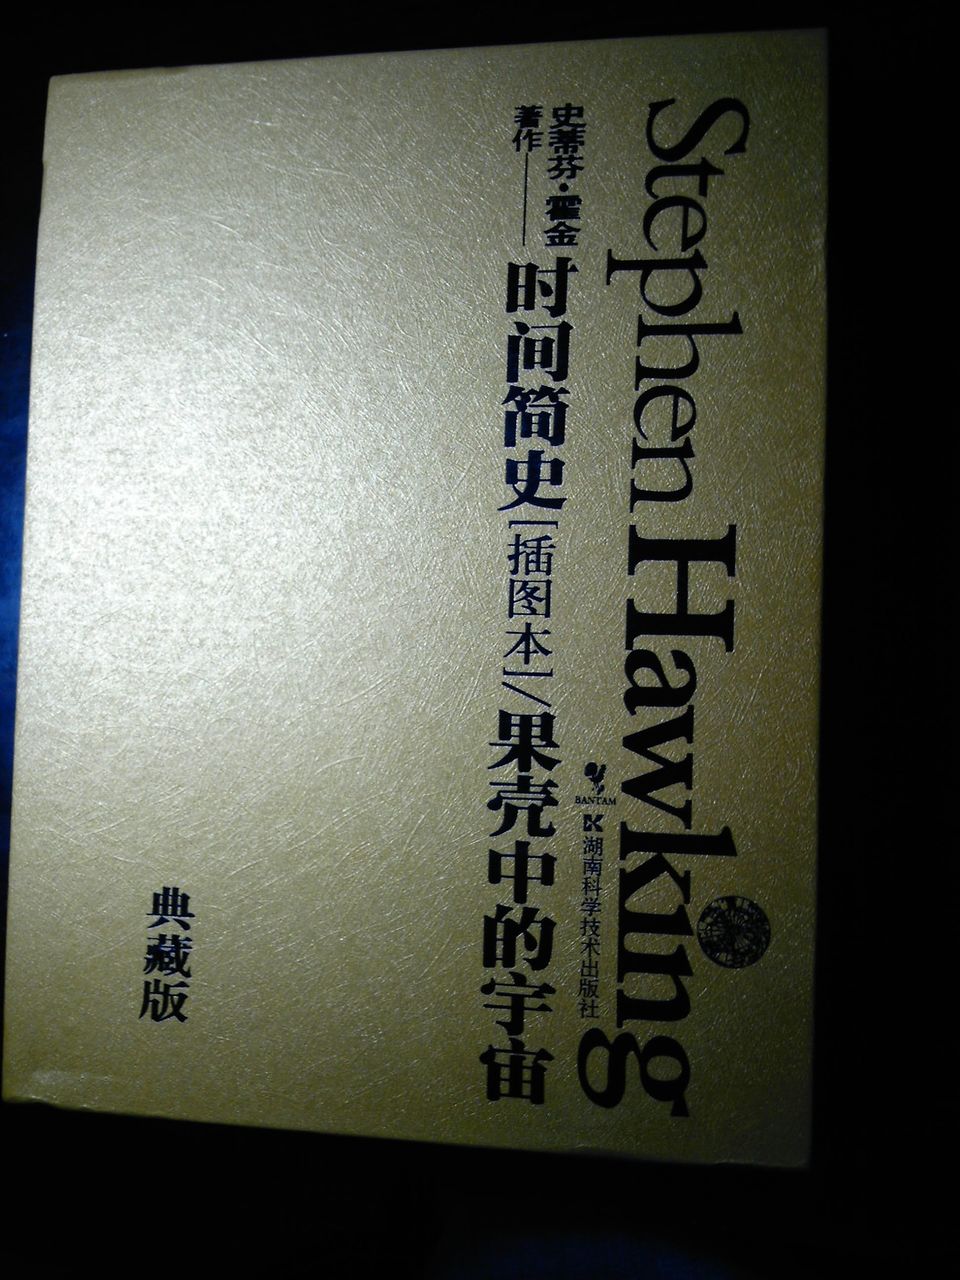 Stephen Hawking
史蒂芬·霍金
著作——
时间简史[插图本]/果壳中的宇宙
BANTAM
湖南科学技术出版社
典藏版